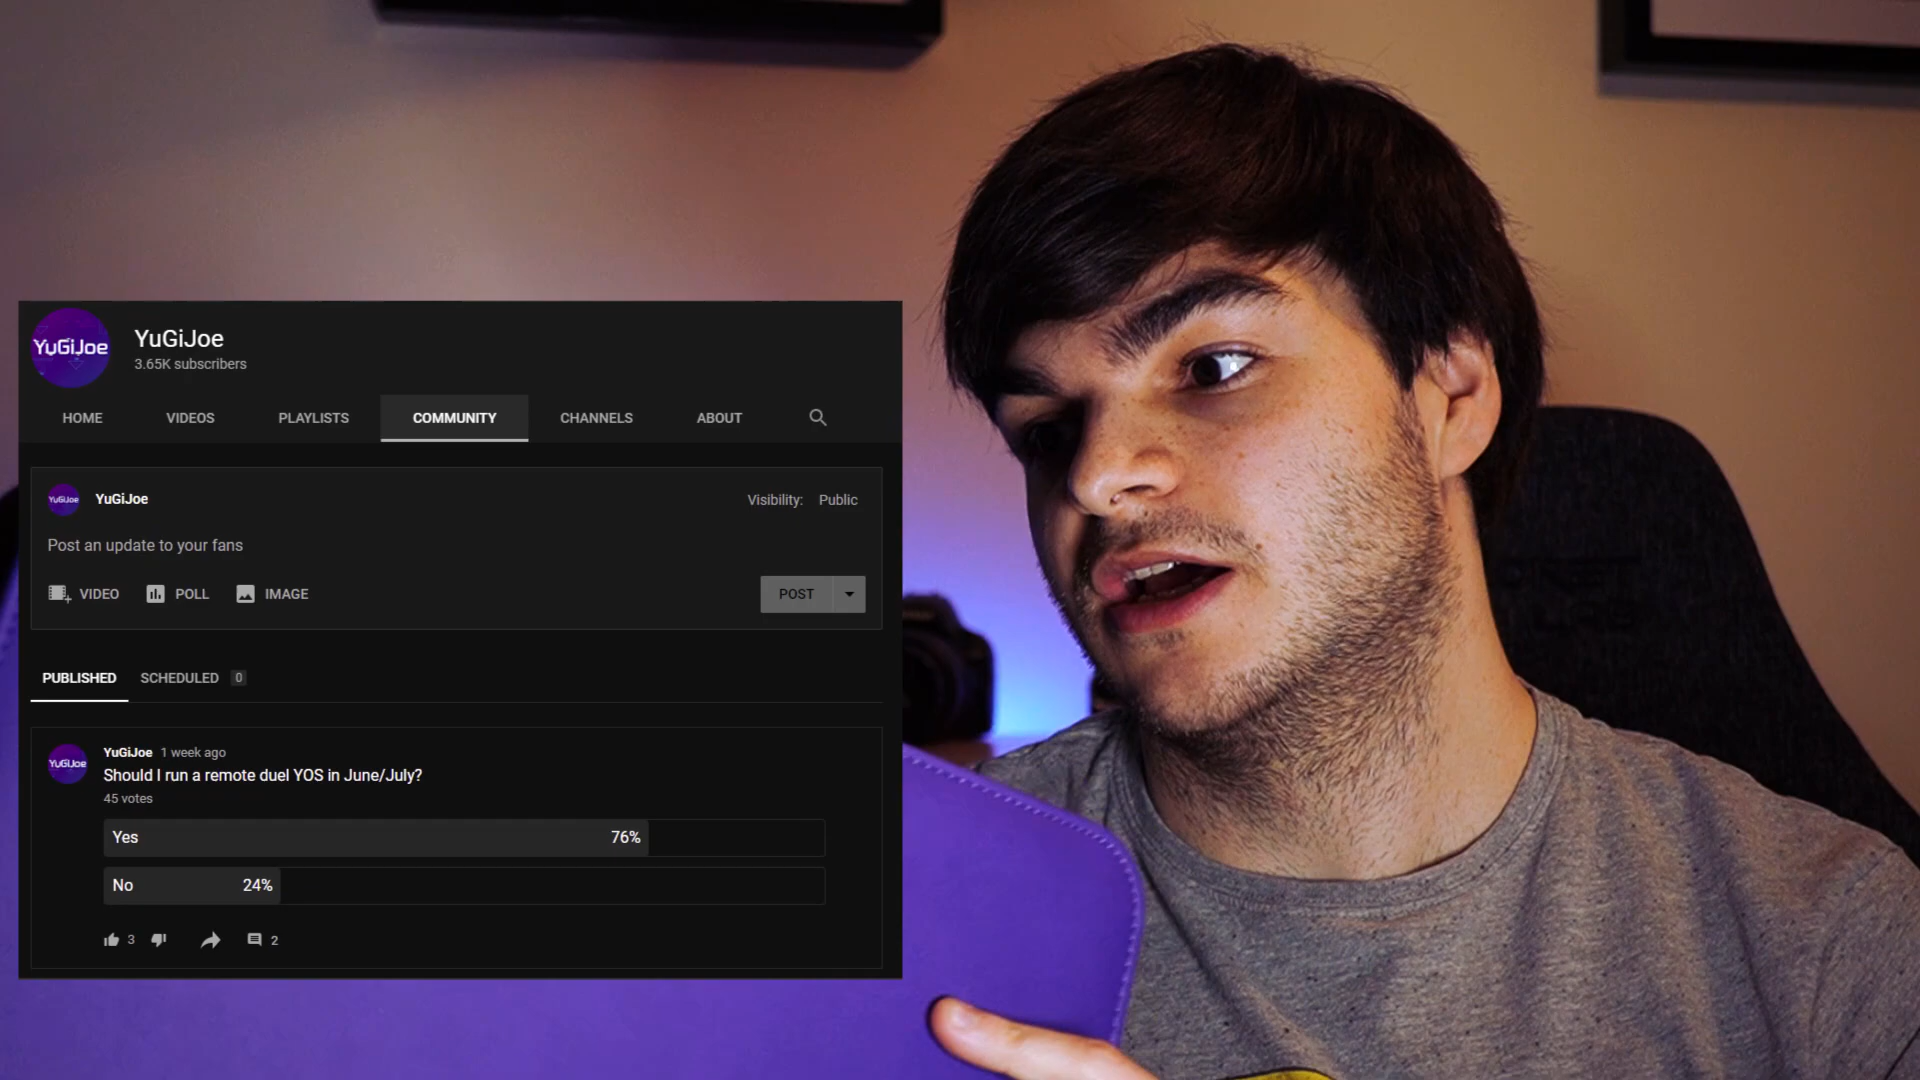 YuGiJoe
YuGiJoe
3.65K subscribers
HOME VIDEOS PLAYLISTS COMMUNITY CHANNELS ABOUT
YuGiJoe YuGiJoe Visibility: Public
Post an update to your fans
VIDEO POLL IMAGE POST
PUBLISHED SCHEDULED 0
YuGiJoe YuGiJoe 1 week ago
Should I run a remote duel YOS in June/July?
45 votes
Yes 76%
No 24%
3 2